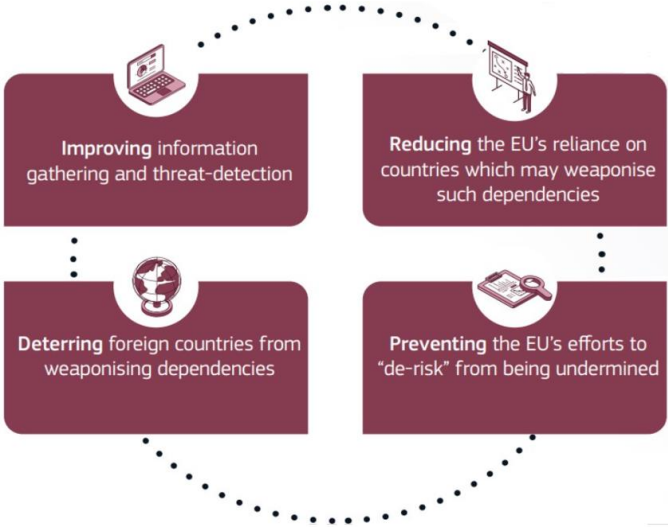 Improving information
gathering and threat-detection
Reducing the EU's reliance on
countries which may weaponise
such dependencies
Deterring foreign countries from
weaponising dependencies
Preventing the EU's efforts to
“de-risk” from being undermined